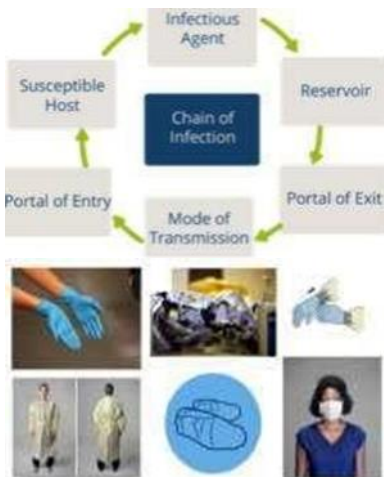 Infectious
Agent
Susceptible
Host
Reservoir
Chain of
Infection
Portal of Entry
Portal of Exit
Mode of
Transmission